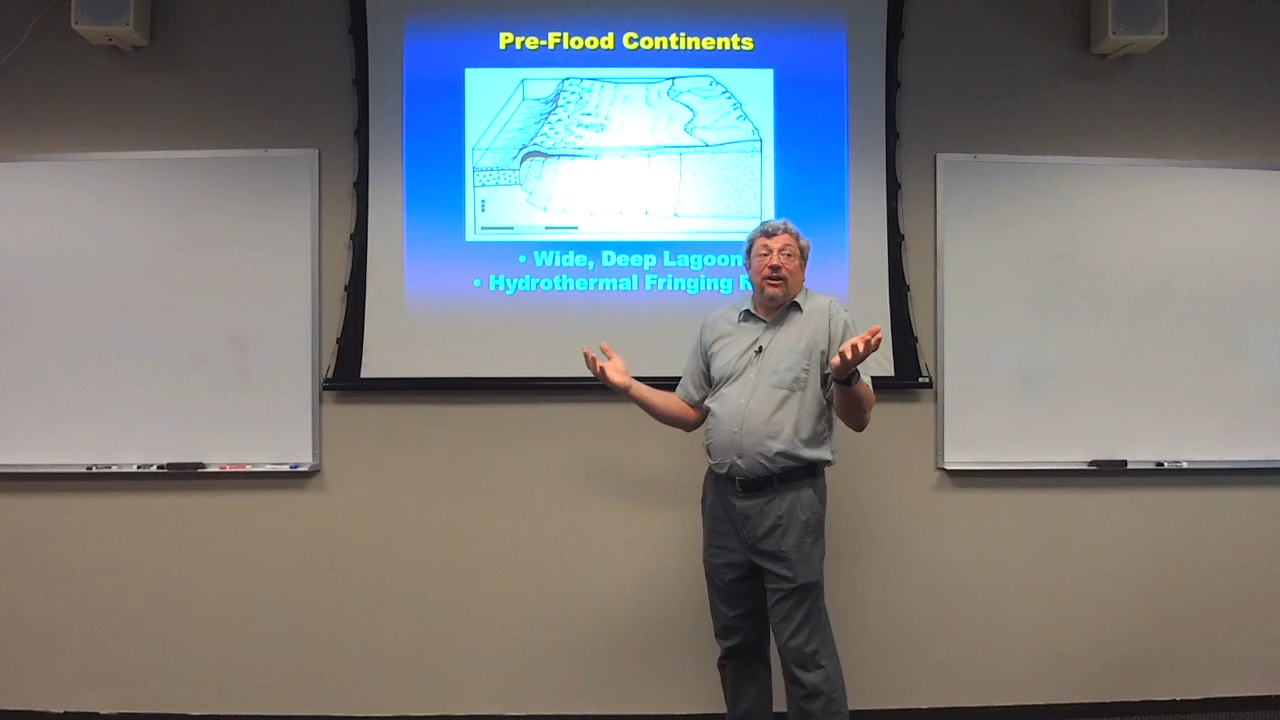 Pre-Flood Continents
• Wide, Deep Lagoon
• Hydrothermal Fringing